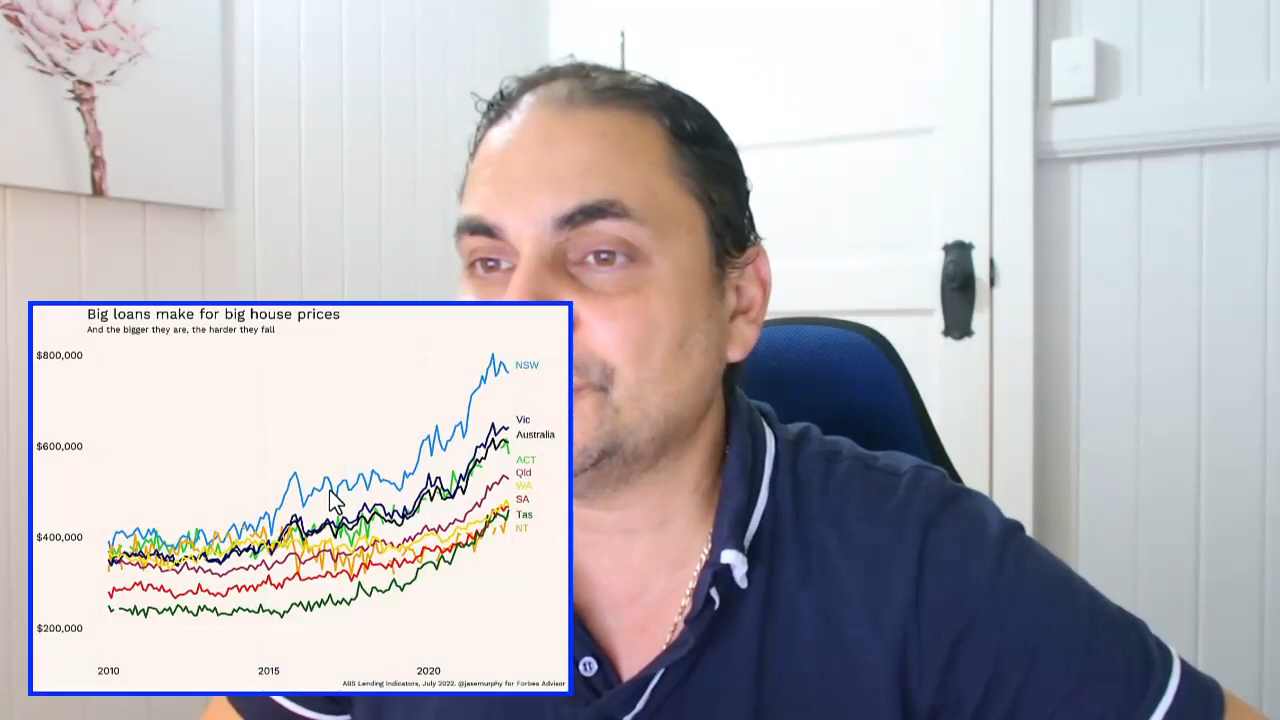 Big loans make for big house prices
And the bigger they are, the harder they fall
$800,000
NSW
Vic
Australia
$600,000
ACT
Qld
WA
SA
Tas
NT
$400,000
$200,000
2010 2015 2020
ABS Lending Indicators, July 2022. @jasemurphy for Forbes Advisor